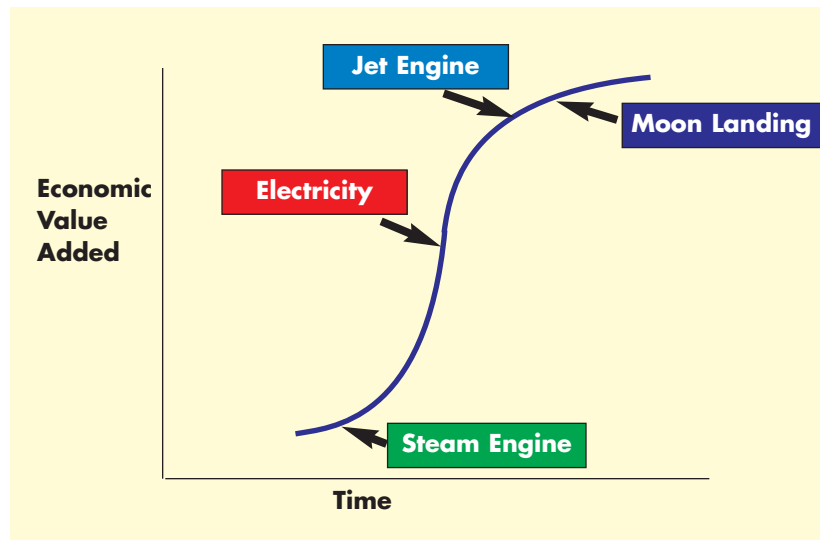 Jet Engine
Moon Landing
Electricity
Economic
Value
Added
Steam Engine
Time